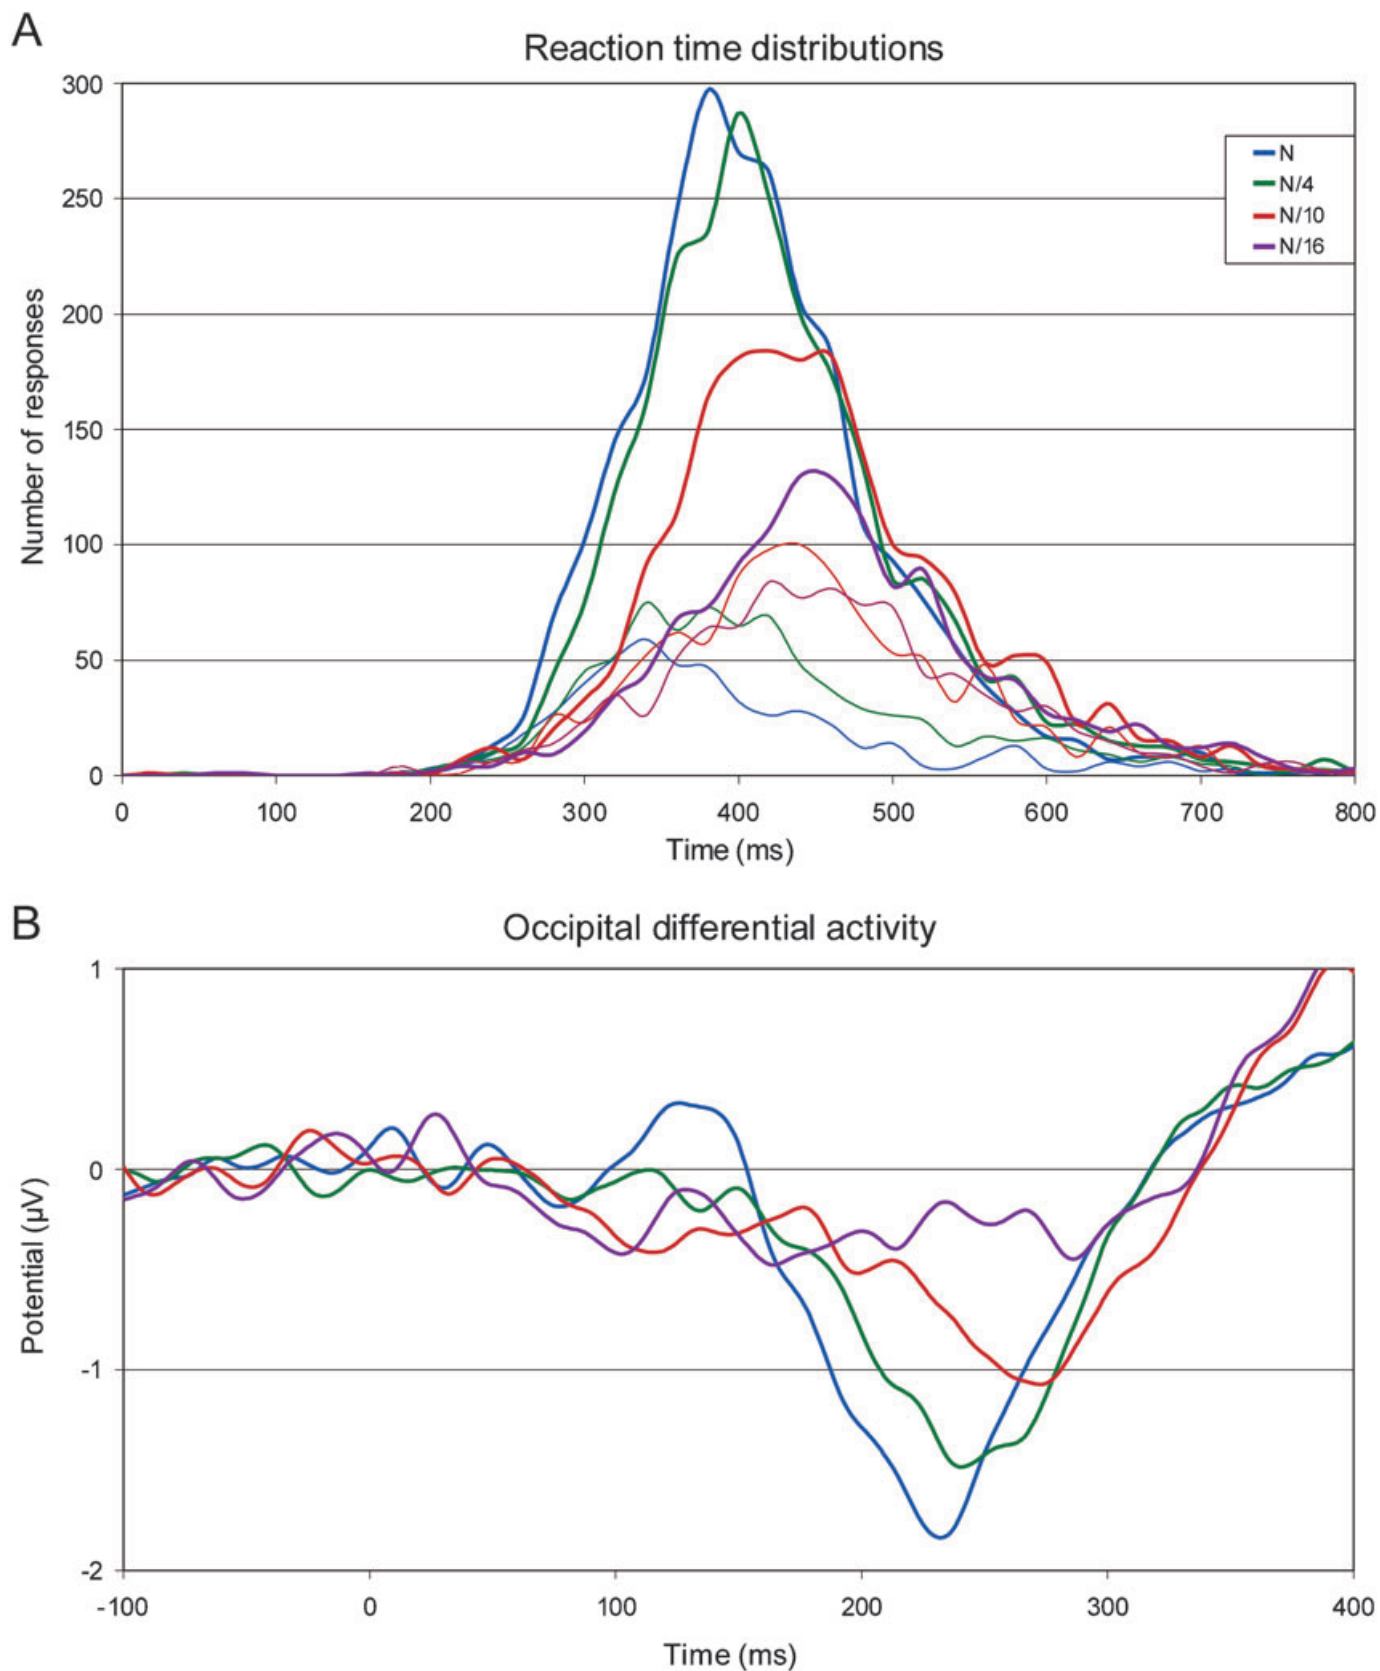 A
Reaction time distributions
300
250
200
150
100
50
0
Number of responses
N
N/4
N/10
N/16
0 100 200 300 400 500 600 700 800
Time (ms)
B
Occipital differential activity
1
0
-1
-2
Potential (µV)
-100 0 100 200 300 400
Time (ms)